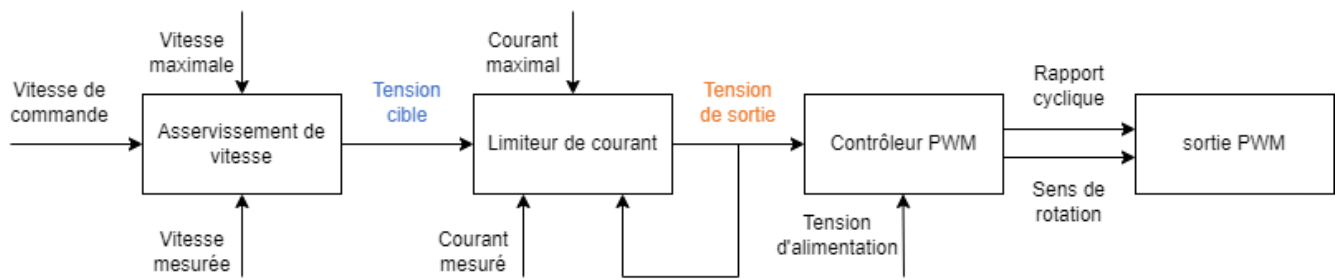 Vitesse
maximale
Courant
maximal
Vitesse de
commande
Tension
cible
Tension
de sortie
Rapport
cyclique
Asservissement de
vitesse
Limiteur de courant
Contrôleur PWM
sortie PWM
Vitesse
mesurée
Courant
mesuré
Tension
d'alimentation
Sens de
rotation